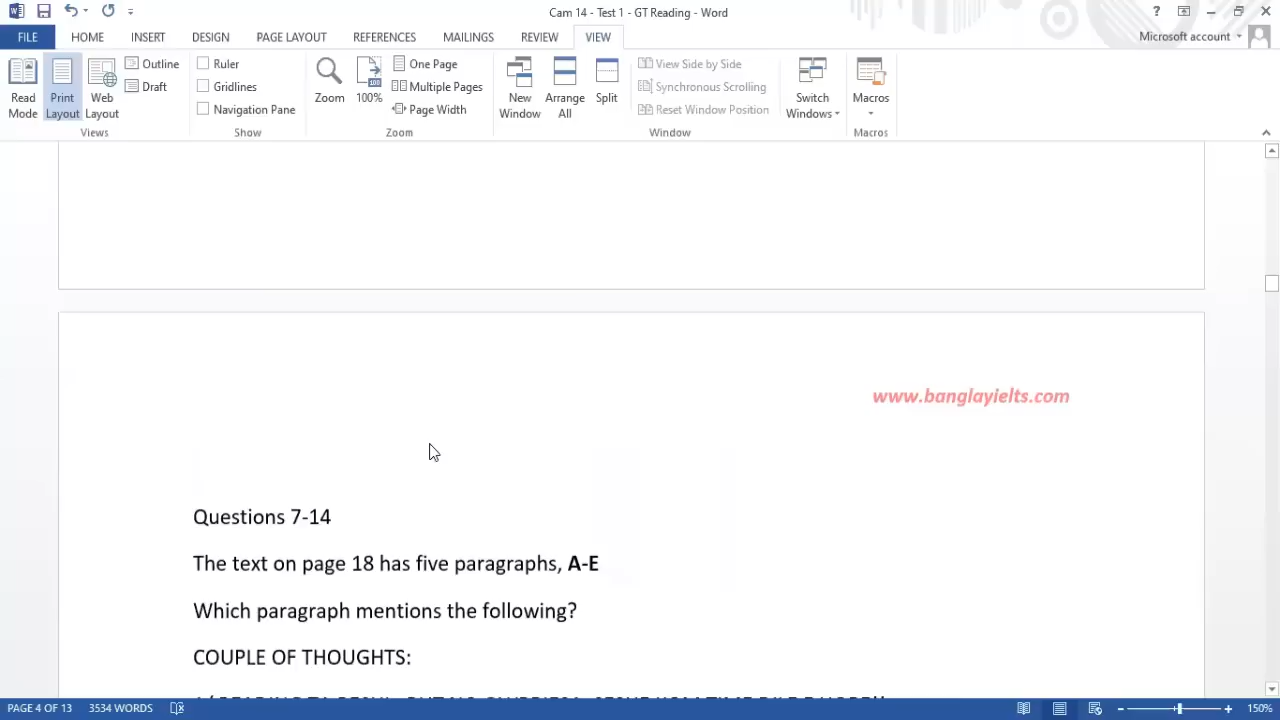 Cam 14 - Test 1 - GT Reading - Word
FILE HOME INSERT DESIGN PAGE LAYOUT REFERENCES MAILINGS REVIEW VIEW Microsoft account
Read Mode
Print Layout
Web Layout
Outline
Draft
Views
Ruler
Gridlines
Navigation Pane
Show
Zoom
100%
One Page
Multiple Pages
Page Width
Zoom
New Window
Arrange All
Split
View Side by Side
Synchronous Scrolling
Reset Window Position
Window
Switch Windows
Macros
Macros
www.banglayielts.com
Questions 7-14
The text on page 18 has five paragraphs, A-E
Which paragraph mentions the following?
COUPLE OF THOUGHTS:
PAGE 4 OF 13 3534 WORDS 150%